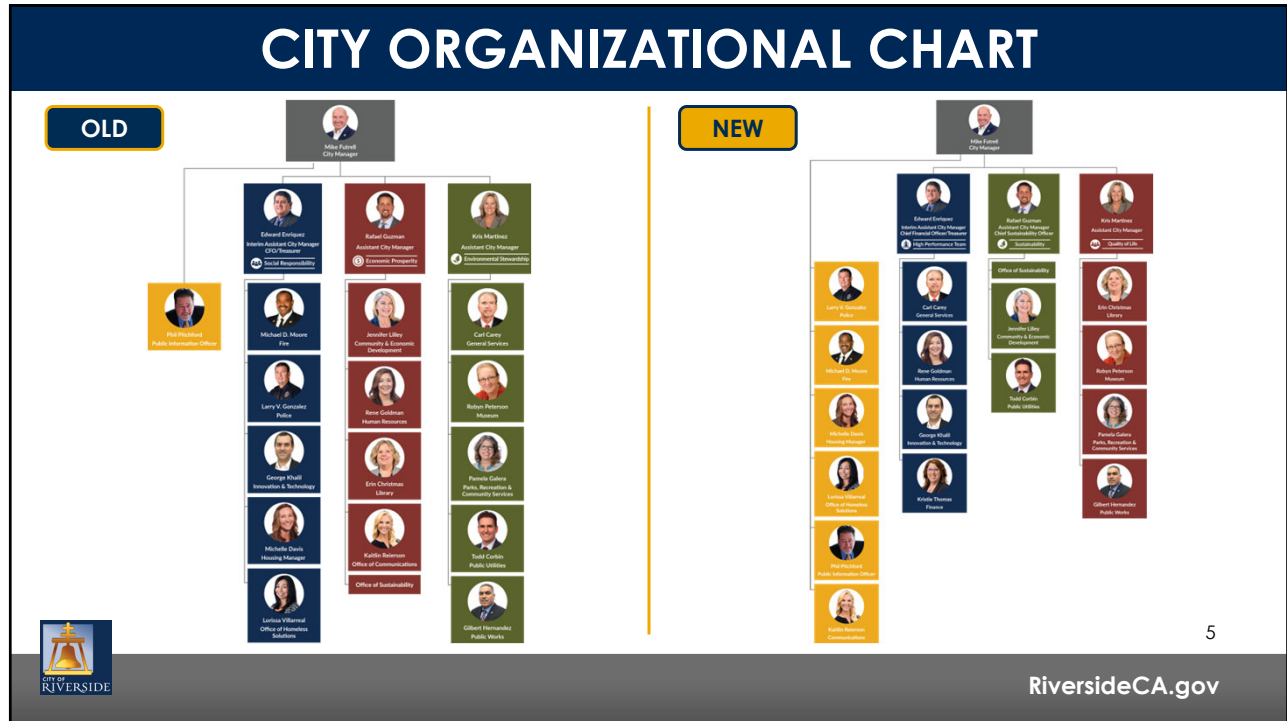 CITY ORGANIZATIONAL CHART
OLD
Mike Futrell
City Manager
Edward Enriquez
Interim Assistant City Manager
CFO/Treasurer
Social Responsibility
Rafael Guzman
Assistant City Manager
Economic Prosperity
Kris Martinez
Assistant City Manager
Environmental Stewardship
Phil Pitchford
Public Information Officer
Michael D. Moore
Fire
Larry V. Gonzalez
Police
George Khalil
Innovation & Technology
Michelle Davis
Housing Manager
Lorissa Villarreal
Office of Homeless
Solutions
Jennifer Lilley
Community & Economic
Development
Rene Goldman
Human Resources
Erin Christmas
Library
Kaitlin Reierson
Office of Communications
Office of Sustainability
Carl Carey
General Services
Robyn Peterson
Museum
Pamela Galera
Parks, Recreation &
Community Services
Todd Corbin
Public Utilities
Gilbert Hernandez
Public Works
NEW
Mike Futrell
City Manager
Edward Enriquez
Interim Assistant City Manager
Chief Financial Officer/Treasurer
High Performance Team
Rafael Guzman
Assistant City Manager
Chief Sustainability Officer
Sustainability
Kris Martinez
Assistant City Manager
Quality of Life
Larry V. Gonzalez
Police
Michael D. Moore
Fire
Michelle Davis
Housing Manager
Lorissa Villarreal
Office of Homeless
Solutions
Phil Pitchford
Public Information Officer
Kaitlin Reierson
Communications
Carl Carey
General Services
Rene Goldman
Human Resources
George Khalil
Innovation & Technology
Kristie Thomas
Finance
Office of Sustainability
Jennifer Lilley
Community & Economic
Development
Todd Corbin
Public Utilities
Erin Christmas
Library
Robyn Peterson
Museum
Pamela Galera
Parks, Recreation &
Community Services
Gilbert Hernandez
Public Works
5
CITY OF
RIVERSIDE
RiversideCA.gov